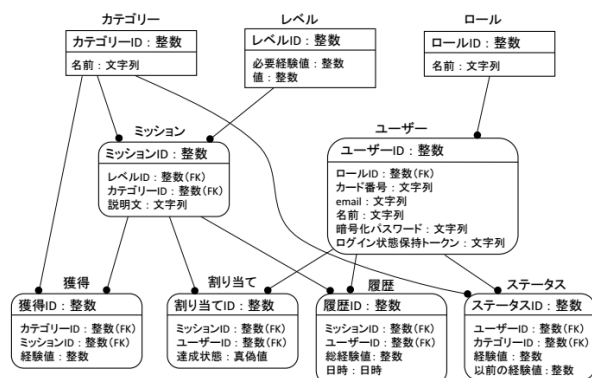 カテゴリー
カテゴリーID：整数
名前：文字列
レベル
レベルID：整数
必要経験値：整数
値：整数
ロール
ロールID：整数
名前：文字列
ミッション
ミッションID：整数
レベルID：整数(FK)
カテゴリーID：整数(FK)
説明文：文字列
ユーザー
ユーザーID：整数
ロールID：整数(FK)
カード番号：文字列
email：文字列
名前：文字列
暗号化パスワード：文字列
ログイン状態保持トークン：文字列
獲得
獲得ID：整数
カテゴリーID：整数(FK)
ミッションID：整数(FK)
経験値：整数
割り当て
割り当てID：整数
ミッションID：整数(FK)
ユーザーID：整数(FK)
達成状態：真偽値
履歴
履歴ID：整数
ミッションID：整数(FK)
ユーザーID：整数(FK)
総経験値：整数
日時：日時
ステータス
ステータスID：整数
ユーザーID：整数(FK)
カテゴリーID：整数(FK)
経験値：整数
以前の経験値：整数